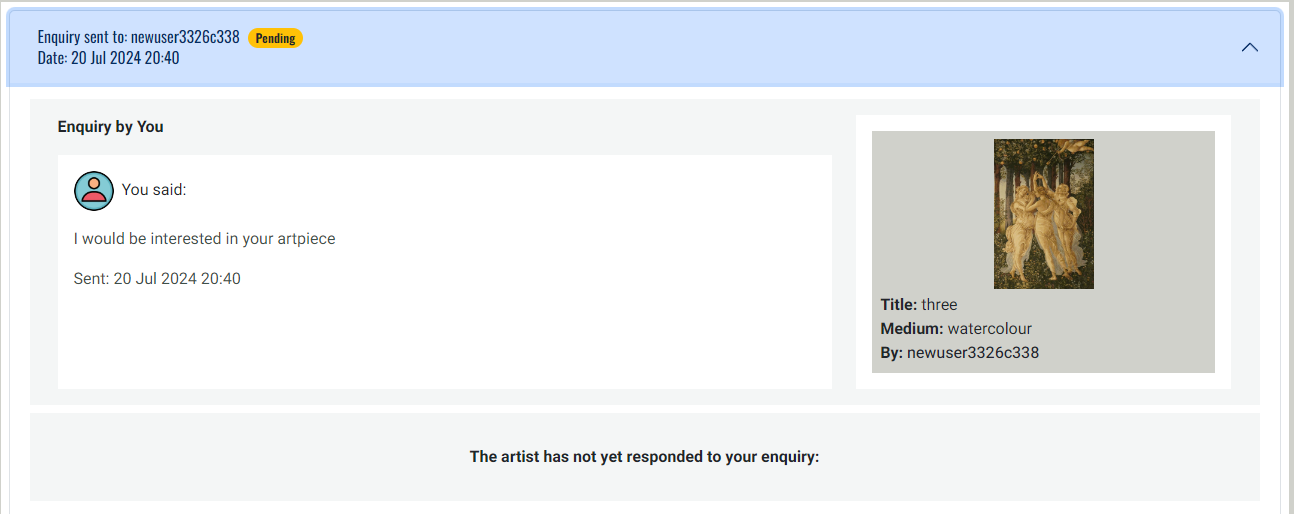 Enquiry sent to: newuser3326c338 Pending
Date: 20 Jul 2024 20:40
Enquiry by You
You said:
I would be interested in your artpiece
Sent: 20 Jul 2024 20:40
Title: three
Medium: watercolour
By: newuser3326c338
The artist has not yet responded to your enquiry: